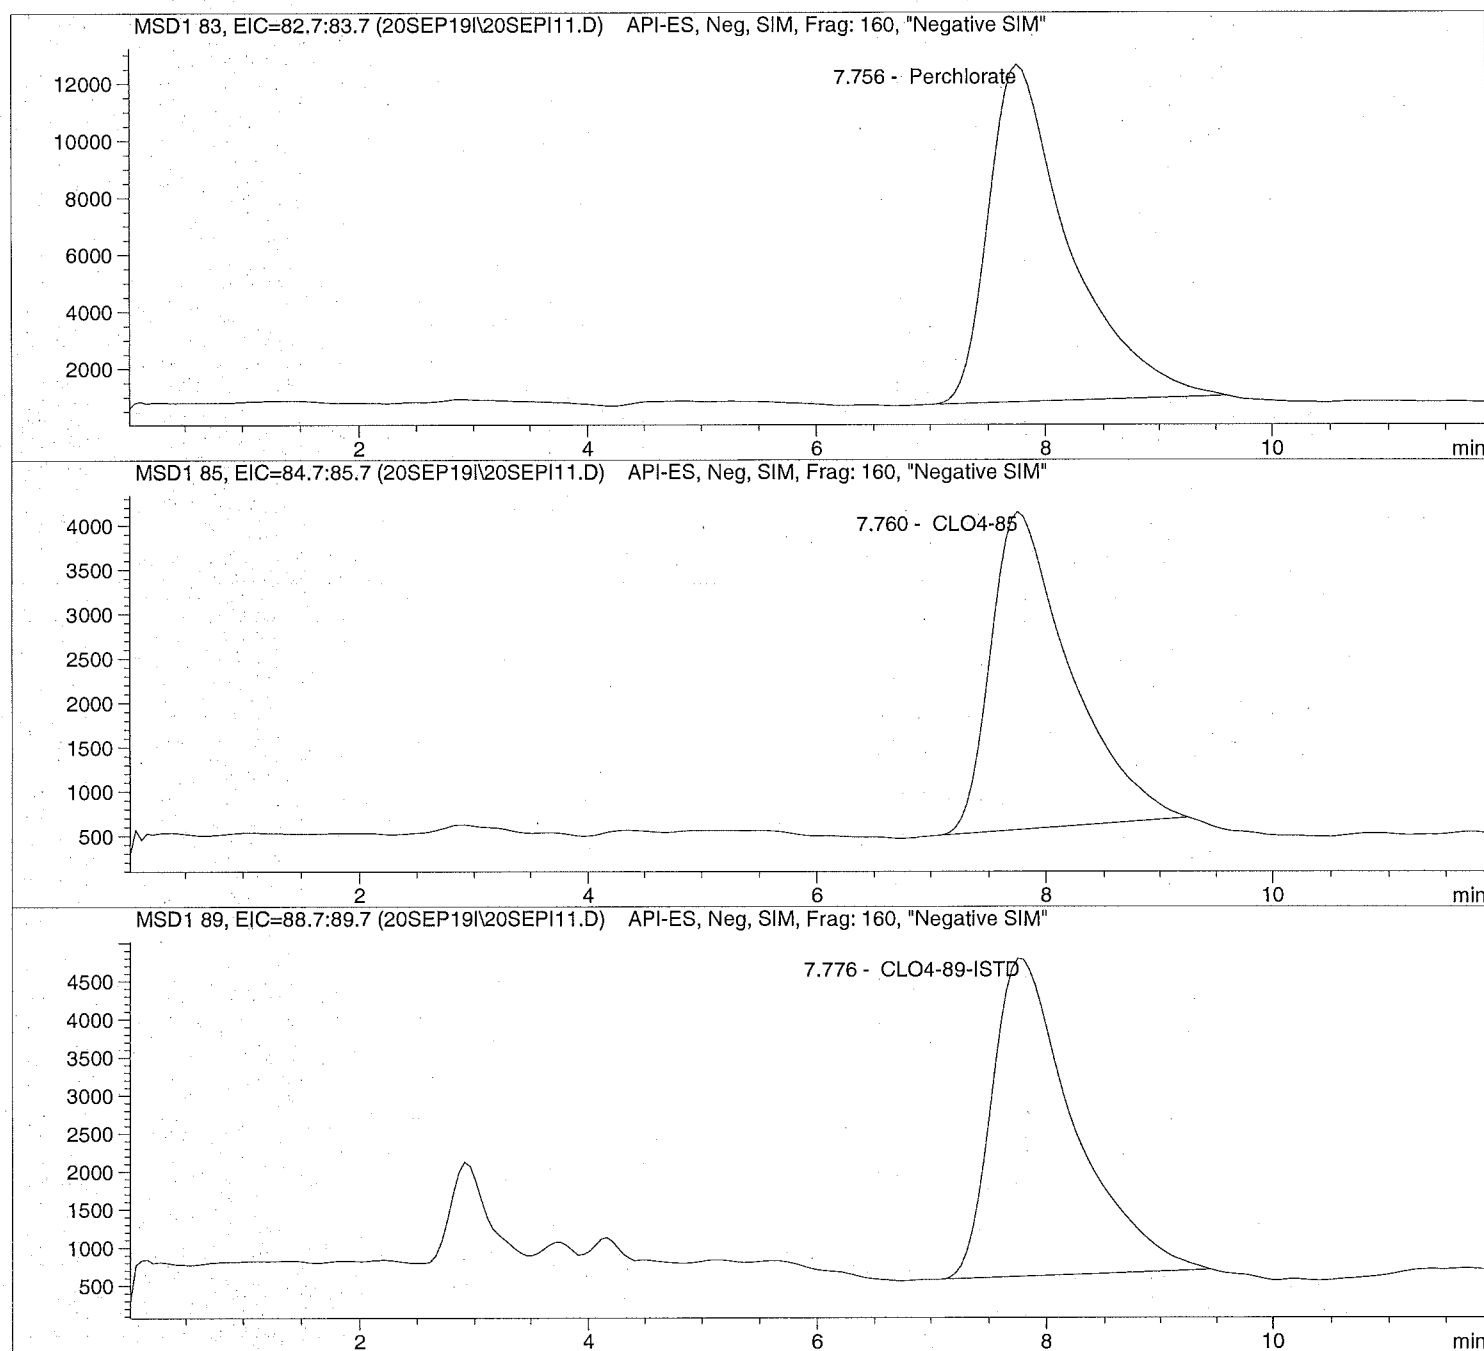 MSD1 83, EIC=82.7:83.7 (20SEP19I\20SEPI11.D) API-ES, Neg, SIM, Frag: 160, "Negative SIM"
7.756 - Perchlorate
12000
10000
8000
6000
4000
2000
2 4 6 8 10 min
MSD1 85, EIC=84.7:85.7 (20SEP19I\20SEPI11.D) API-ES, Neg, SIM, Frag: 160, "Negative SIM"
7.760 - CLO4-85
4000
3500
3000
2500
2000
1500
1000
500
2 4 6 8 10 min
MSD1 89, EIC=88.7:89.7 (20SEP19I\20SEPI11.D) API-ES, Neg, SIM, Frag: 160, "Negative SIM"
7.776 - CLO4-89-ISTD
4500
4000
3500
3000
2500
2000
1500
1000
500
2 4 6 8 10 min